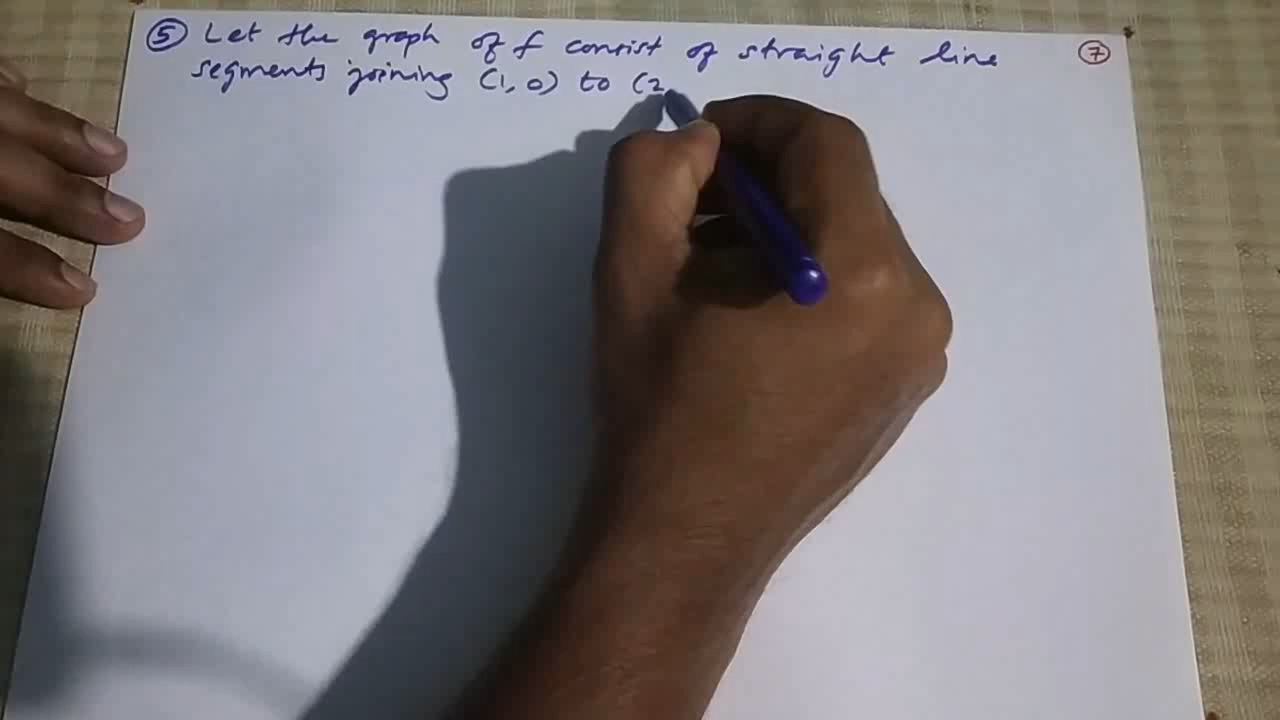 ⑤ Let the graph of f consist of straight line ⑦
segments joining (1, 0) to (2,